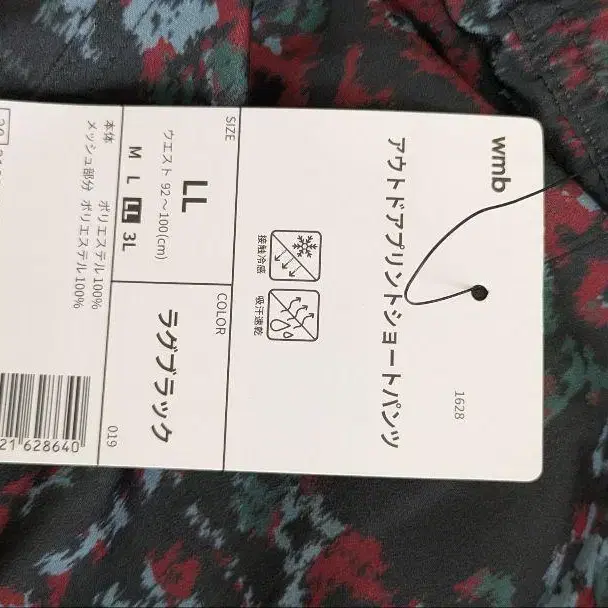 wmb
1628
アウトドアプリントショートパンツ
接触冷感
吸汗速乾
SIZE
LL
ウエスト 92～100(cm)
M L LL 3L
COLOR
ラグブラック
019
本体 ポリエステル100%
メッシュ部分 ポリエステル100%
21 628640